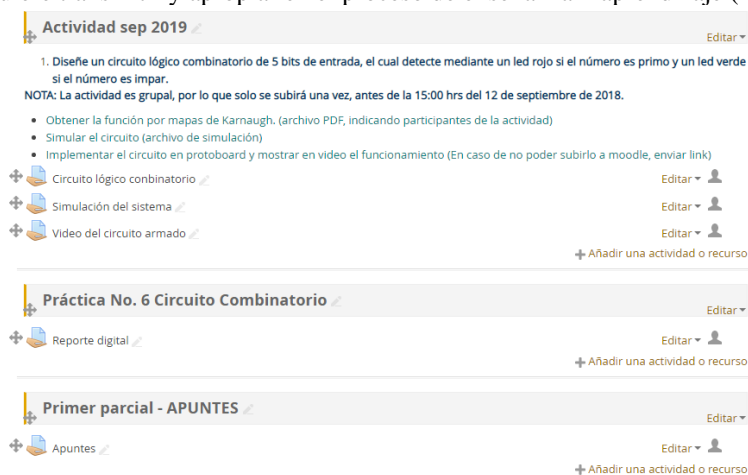 Actividad sep 2019
Editar
1. Diseñe un circuito lógico combinatorio de 5 bits de entrada, el cual detecte mediante un led rojo si el número es primo y un led verde
si el número es impar.
NOTA: La actividad es grupal, por lo que solo se subirá una vez, antes de la 15:00 hrs del 12 de septiembre de 2018.
Obtener la función por mapas de Karnaugh. (archivo PDF, indicando participantes de la actividad)
Simular el circuito (archivo de simulación)
Implementar el circuito en protoboard y mostrar en video el funcionamiento (En caso de no poder subirlo a moodle, enviar link)
Circuito lógico conbinatorio Editar
Simulación del sistema Editar
Video del circuito armado Editar
Añadir una actividad o recurso
Práctica No. 6 Circuito Combinatorio
Editar
Reporte digital Editar
Añadir una actividad o recurso
Primer parcial - APUNTES
Editar
Apuntes Editar
Añadir una actividad o recurso